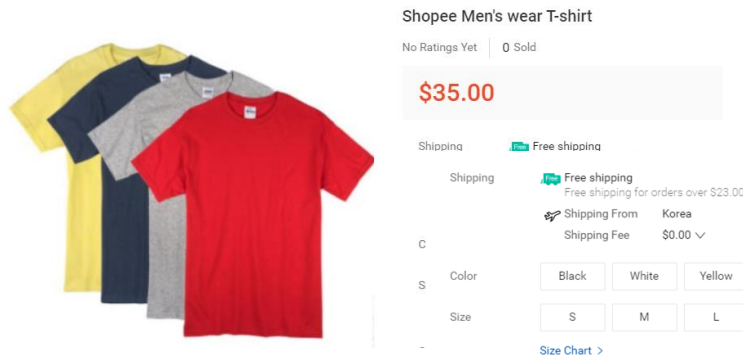 Shopee Men's wear T-shirt
No Ratings Yet 0 Sold
$35.00
Shipping Free Free shipping
Shipping Free Free shipping
Free shipping for orders over $23.00
Shipping From Korea
Shipping Fee $0.00
C
Color Black White Yellow
S
Size S M L
Size Chart >